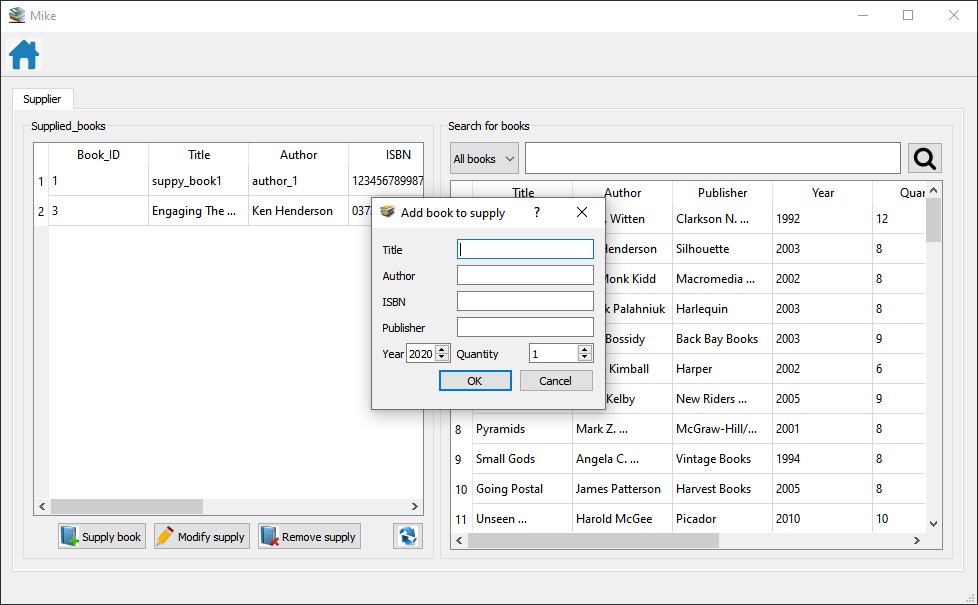 Mike
Supplier
Supplied_books
Book_ID Title Author ISBN
1 1 suppy_book1 author_1 123456789987
2 3 Engaging The ... Ken Henderson
Supply book Modify supply Remove supply
Add book to supply ?
Title
Author
ISBN
Publisher
Year 2020 Quantity 1
OK Cancel
Search for books
All books
Title Author Publisher Year
Witten Clarkson N. ... 1992 12
Henderson Silhouette 2003 8
Monk Kidd Macromedia ... 2002 8
Palahniuk Harlequin 2003 8
Bossidy Back Bay Books 2003 9
Kimball Harper 2002 6
Kelby New Riders ... 2005 9
8 Pyramids Mark Z. ... McGraw-Hill/... 2001 8
9 Small Gods Angela C. ... Vintage Books 1994 8
10 Going Postal James Patterson Harvest Books 2005 8
11 Unseen ... Harold McGee Picador 2010 10